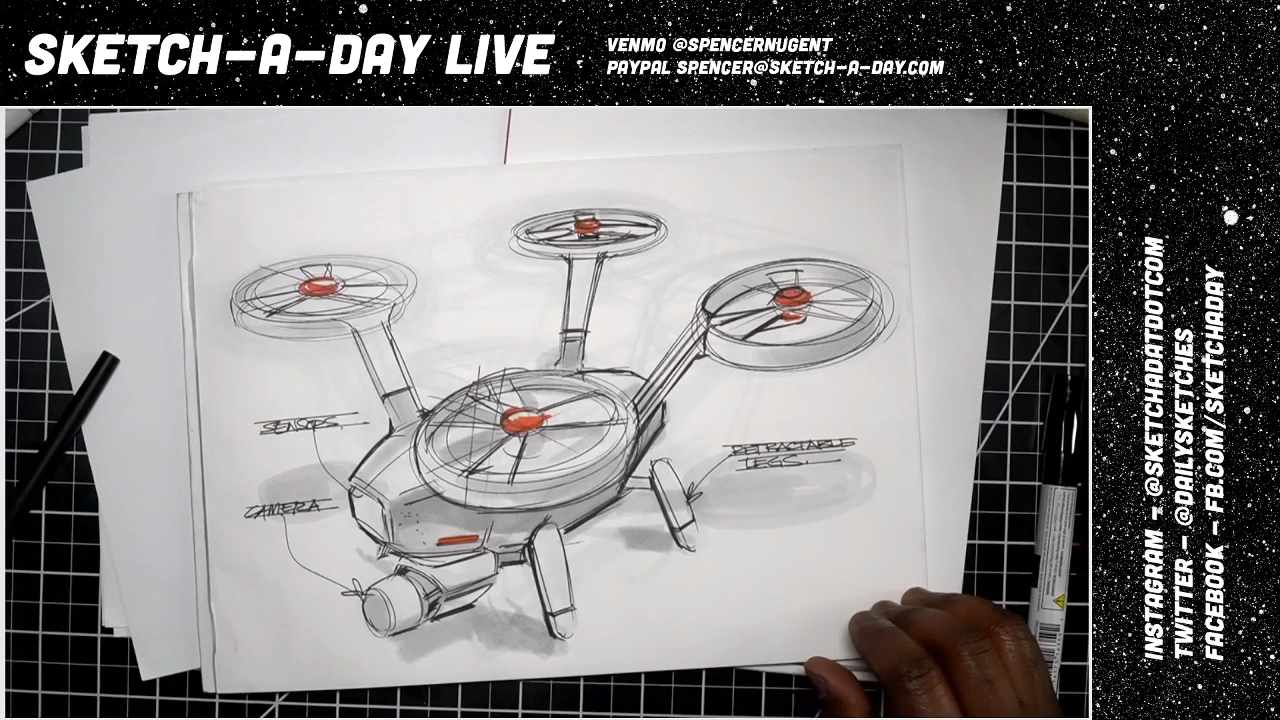 SKETCH-A-DAY LIVE
VENMO @SPENCERNUGENT
PAYPAL SPENCER@SKETCH-A-DAY.COM
SENSORS
CAMERA
RETRACTABLE
LEGS.
INSTAGRAM - @SKETCHADAYDOTCOM
TWITTER - @DAILYSKETCHES
FACEBOOK - FB.COM/SKETCHADAY